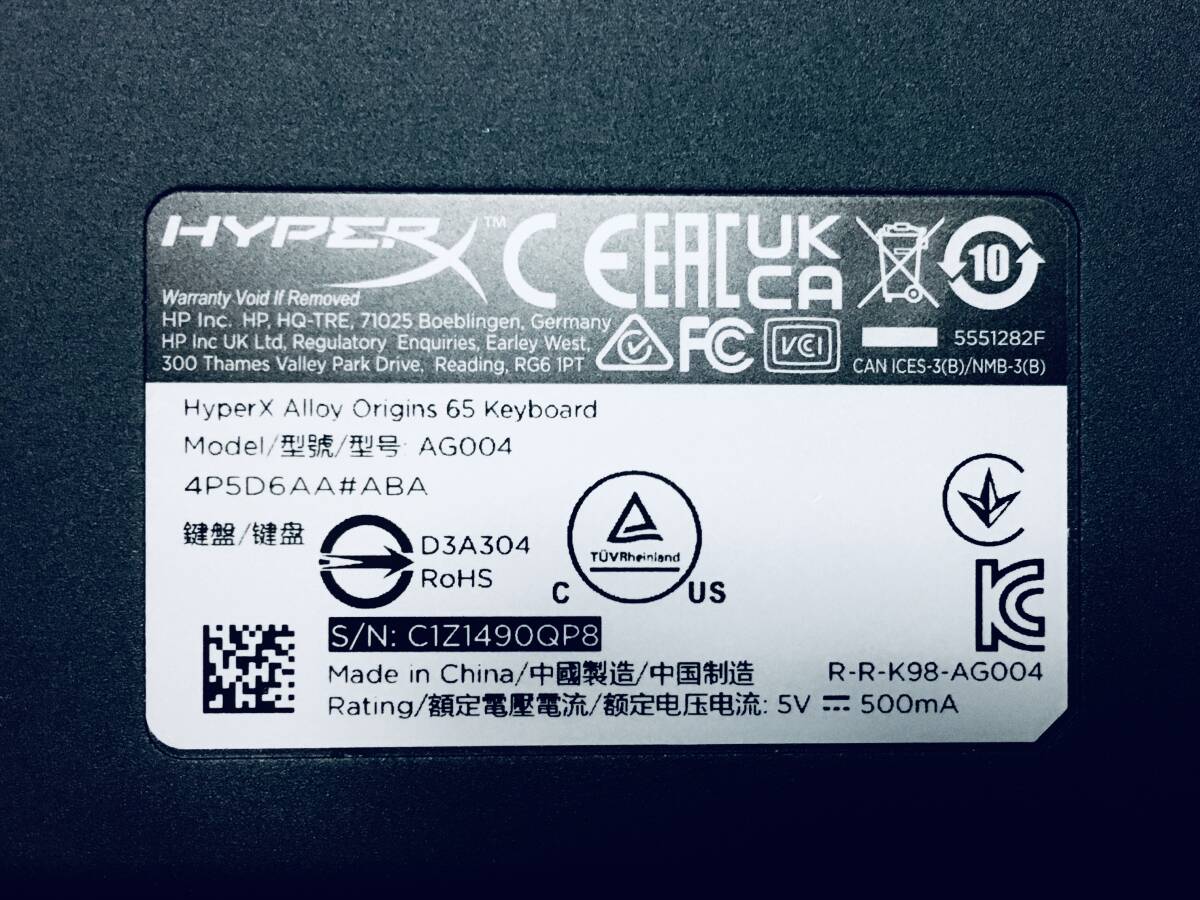 HYPERX™ CE EAC UK CA 10
Warranty Void If Removed
HP Inc. HP, HQ-TRE, 71025 Boeblingen, Germany
HP Inc UK Ltd, Regulatory Enquiries, Earley West,
300 Thames Valley Park Drive, Reading, RG6 1PT
FC VCI 5551282F
CAN ICES-3(B)/NMB-3(B)
HyperX Alloy Origins 65 Keyboard
Model/型號/型号: AG004
4P5D6AA#ABA
鍵盤/键盘
D3A304
RoHS
TÜVRheinland
C US
S/N: C1Z1490QP8
Made in China/中國製造/中国制造
R-R-K98-AG004
Rating/額定電壓電流/额定电压电流: 5V ⎓ 500mA